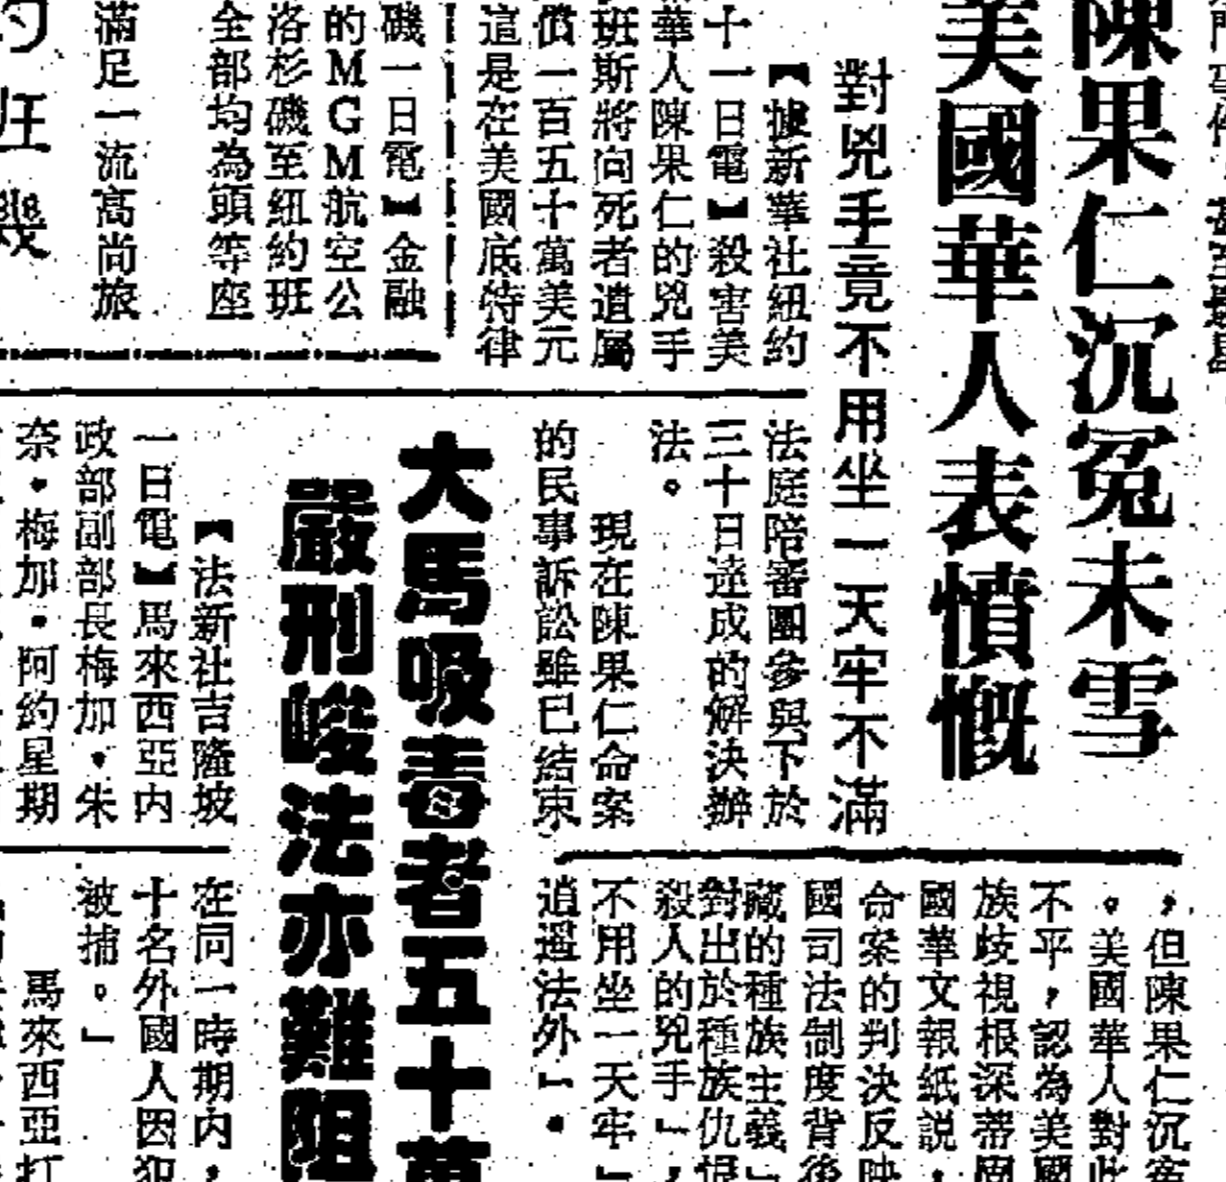 陳果仁沉冤未雪
美國華人表憤慨
對兇手竟不用坐一天牢不滿
【據新華社紐約
十一日電】殺害美
華人陳果仁的兇手
班斯將向死者遺屬
償一百五十萬美元
這是在美國底特律
法庭陪審團參與下於
三十日達成的解決辦
法。
現在陳果仁命案
的民事訴訟雖已結束
,但陳果仁沉冤
。美國華人對此
不平,認為美國
族歧視根深蒂固
國華文報紙説,
命案的判決反映
國司法制度背後
藏的種族主義」
對出於種族仇恨
殺人的兇手」,
不用坐一天牢」
逍遥法外」.
磯一日電】金融
的MGM航空公
洛杉磯至紐約班
全部均為頭等座
滿足一流高尚旅
班幾
大馬吸毒者五十萬
嚴刑峻法亦難阻
【法新社吉隆坡
一日電】馬來西亞内
政部副部長梅加·朱
奈·梅加·阿約星期
在同一時期内,
十名外國人因犯
被捕。」
馬來西亞打